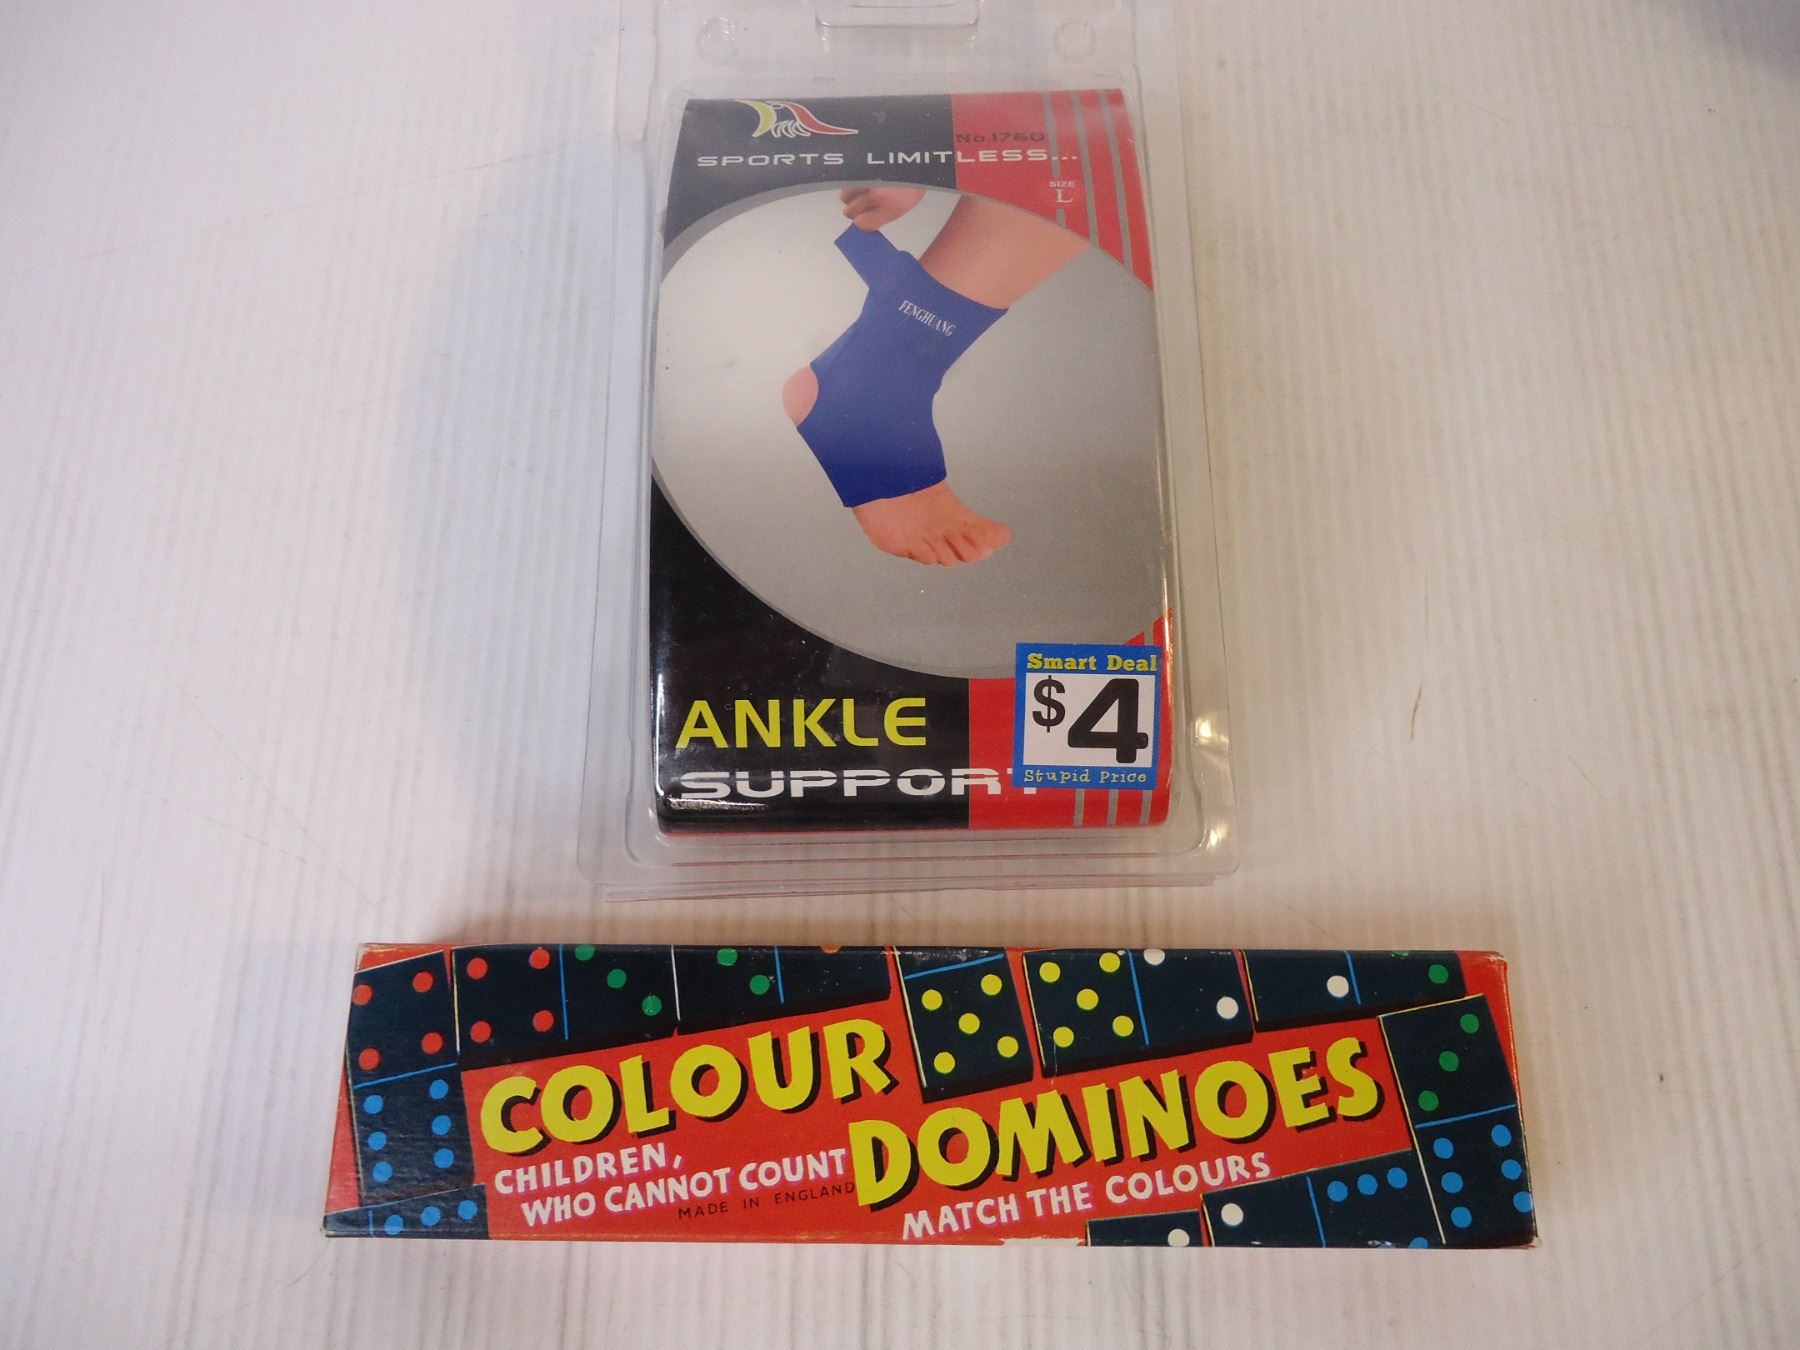 No.1760
SPORTS LIMITLESS...
SIZE
L
FENGHUANG
Smart Deal
$4
Stupid Price
ANKLE
SUPPORT
COLOUR
DOMINOES
CHILDREN,
WHO CANNOT COUNT
MADE IN ENGLAND
MATCH THE COLOURS